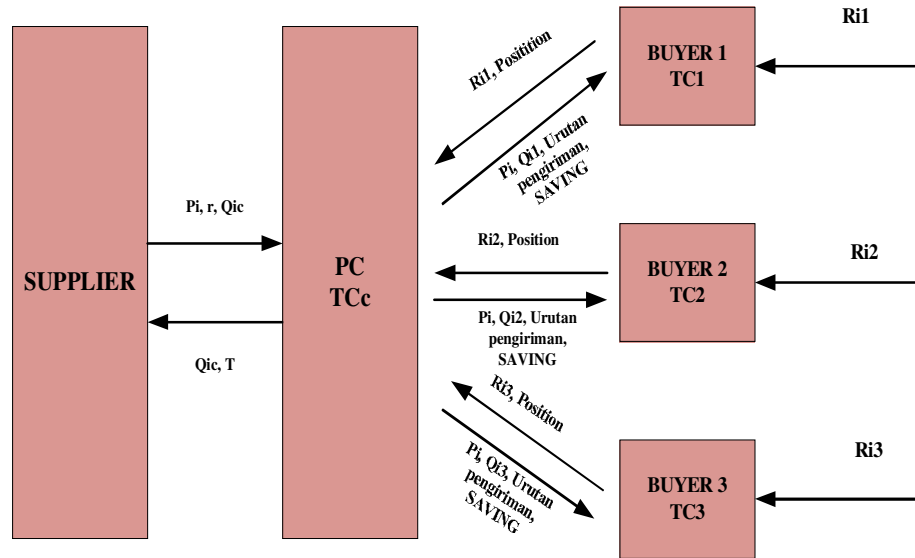 SUPPLIER
Pi, r, Qic
Qic, T
PC
TCc
Ri1, Positition
Pi, Qi1, Urutan
pengiriman,
SAVING
Ri2, Position
Pi, Qi2, Urutan
pengiriman,
SAVING
Ri3, Position
Pi, Qi3, Urutan
pengiriman,
SAVING
BUYER 1
TC1
Ri1
BUYER 2
TC2
Ri2
BUYER 3
TC3
Ri3